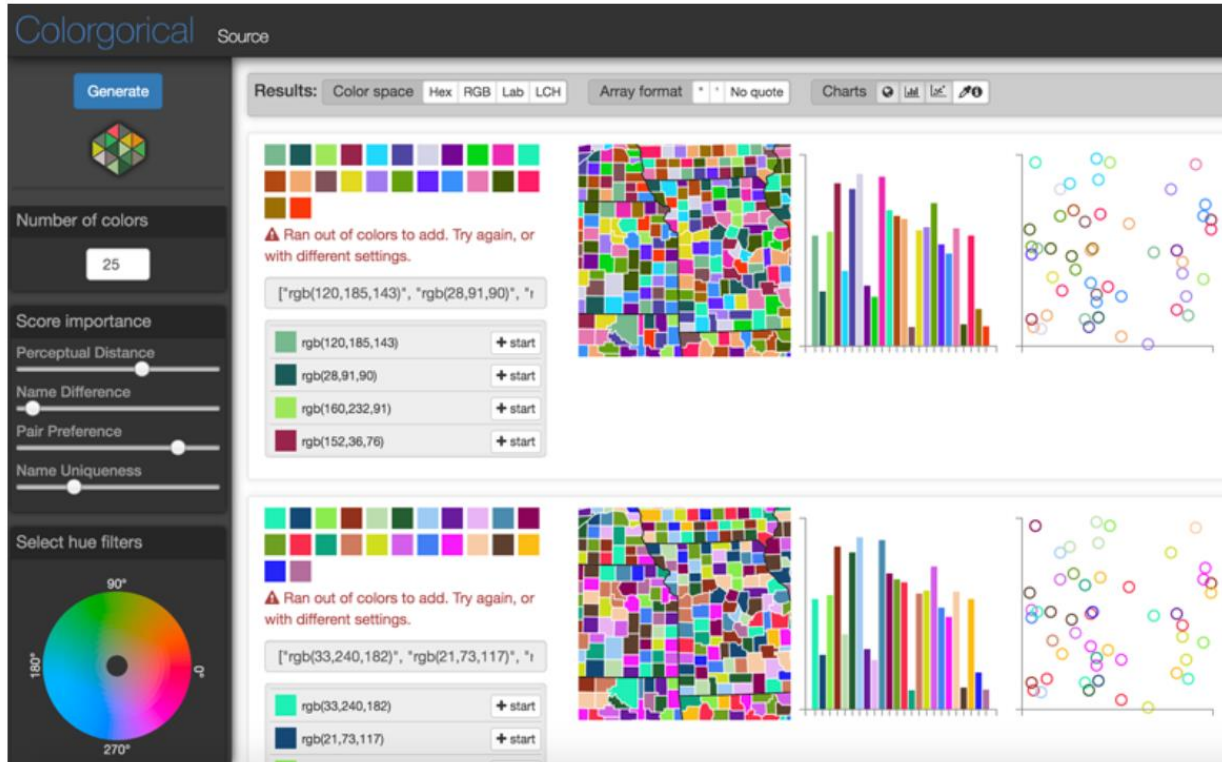 Colorgorical Source
Generate
Number of colors
25
Score importance
Perceptual Distance
Name Difference
Pair Preference
Name Uniqueness
Select hue filters
90°
180°
0°
270°
Results: Color space Hex RGB Lab LCH Array format " ' No quote Charts
Ran out of colors to add. Try again, or
with different settings.
["rgb(120,185,143)", "rgb(28,91,90)", "r
rgb(120,185,143) + start
rgb(28,91,90) + start
rgb(160,232,91) + start
rgb(152,36,76) + start
Ran out of colors to add. Try again, or
with different settings.
["rgb(33,240,182)", "rgb(21,73,117)", "r
rgb(33,240,182) + start
rgb(21,73,117) + start